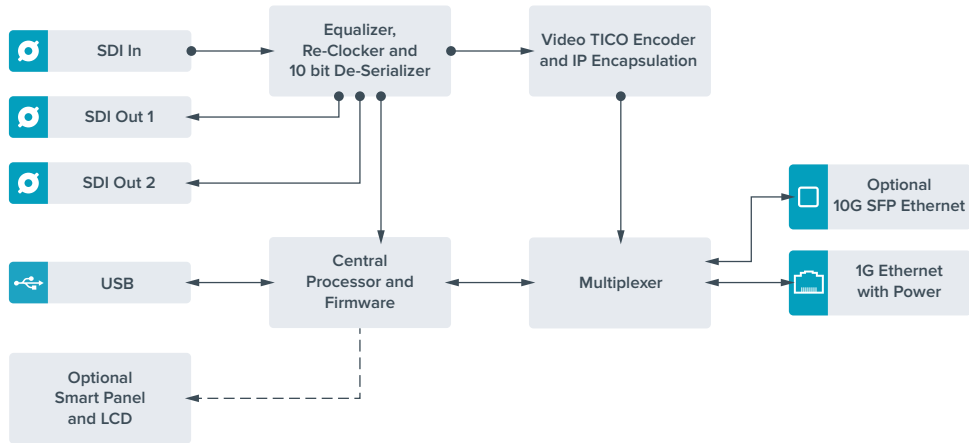 SDI In
Equalizer,
Re-Clocker and
10 bit De-Serializer
Video TICO Encoder
and IP Encapsulation
SDI Out 1
SDI Out 2
Optional
10G SFP Ethernet
USB
Central
Processor and
Firmware
Multiplexer
1G Ethernet
with Power
Optional
Smart Panel
and LCD